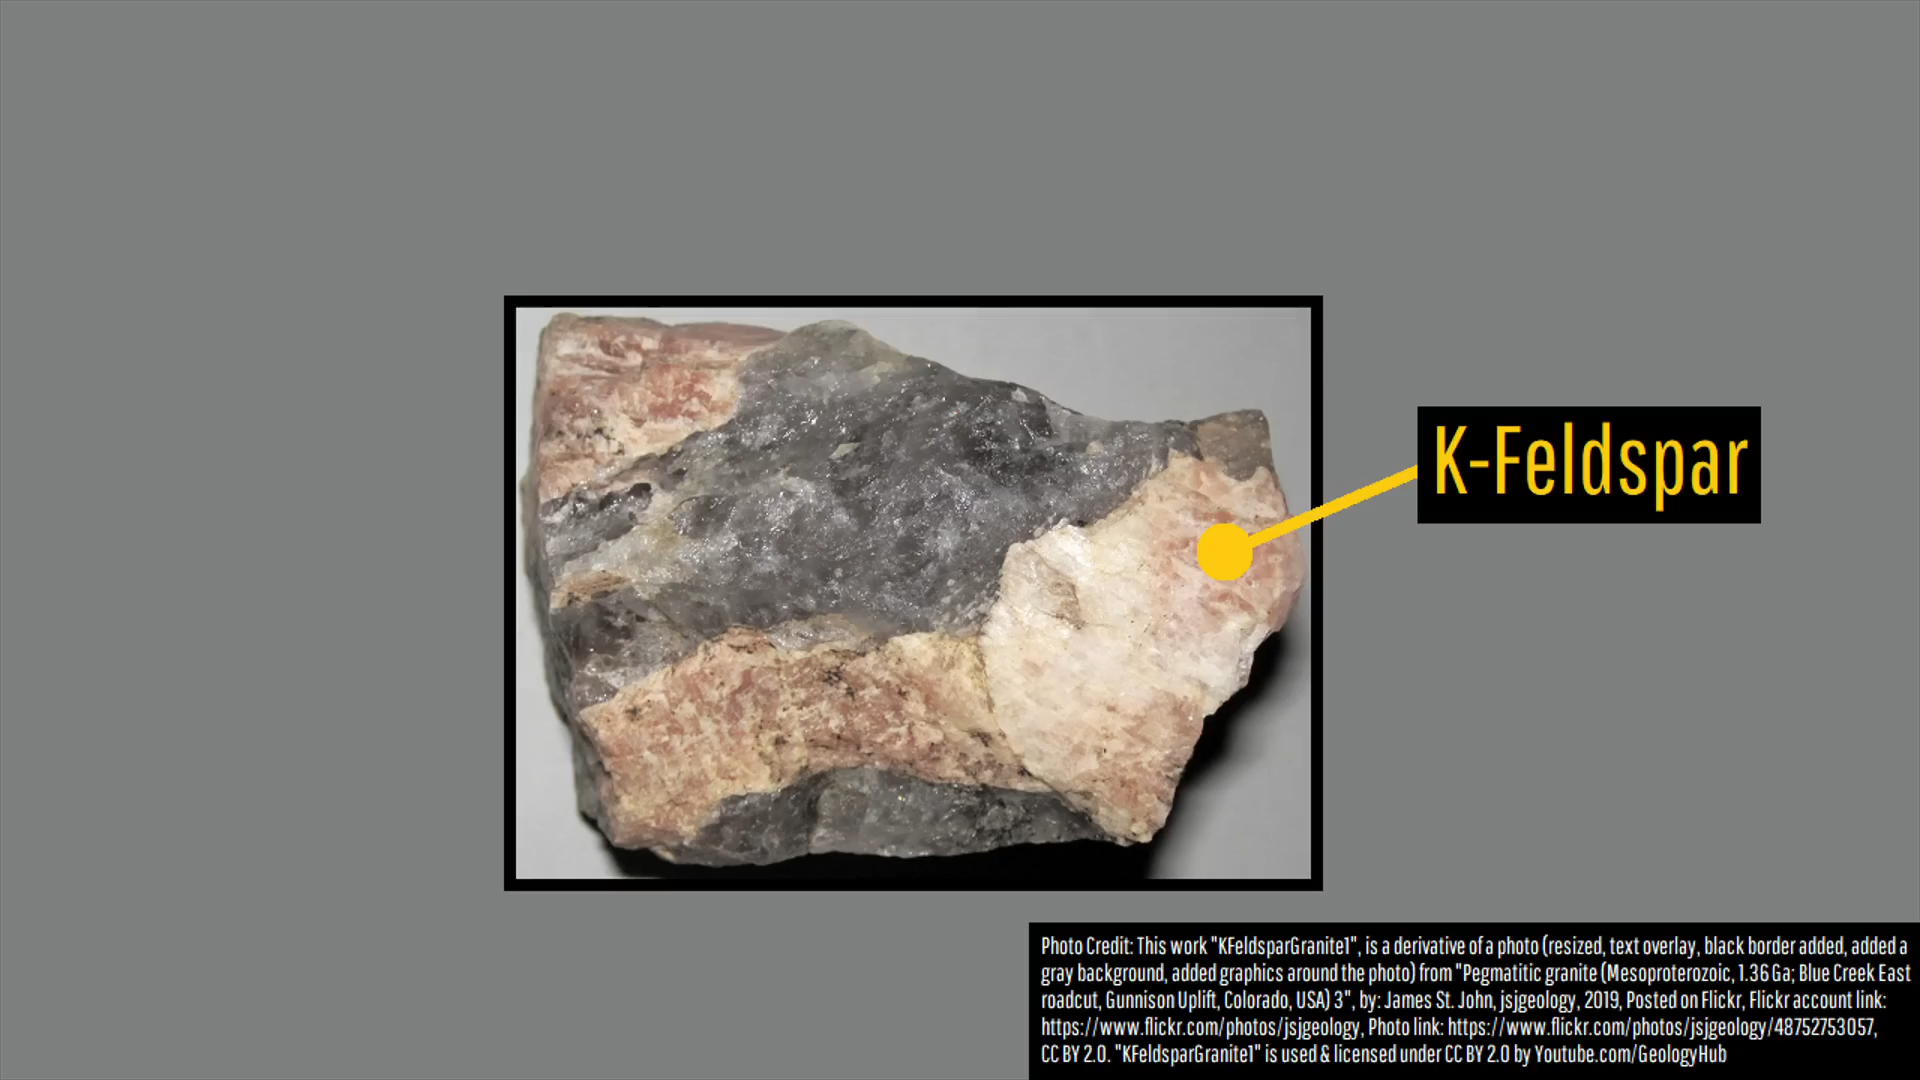 K-Feldspar
Photo Credit: This work "KFeldsparGranite1", is a derivative of a photo (resized, text overlay, black border added, added a
gray background, added graphics around the photo) from "Pegmatitic granite (Mesoproterozoic, 1.36 Ga; Blue Creek East
roadcut, Gunnison Uplift, Colorado, USA) 3", by: James St. John, jsjgeology, 2019, Posted on Flickr, Flickr account link:
https://www.flickr.com/photos/jsjgeology, Photo link: https://www.flickr.com/photos/jsjgeology/48752753057,
CC BY 2.0. "KFeldsparGranite1" is used & licensed under CC BY 2.0 by Youtube.com/GeologyHub